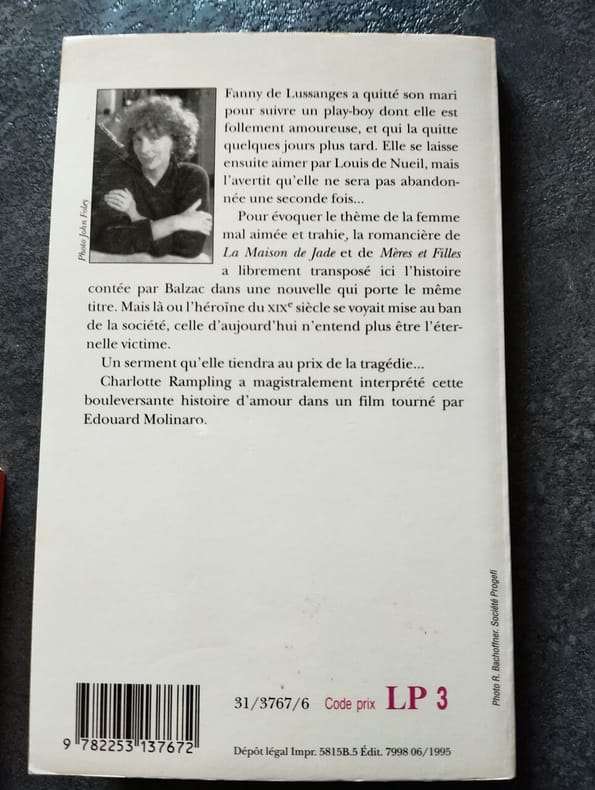 Fanny de Lussanges a quitté son mari
pour suivre un play-boy dont elle est
follement amoureuse, et qui la quitte
quelques jours plus tard. Elle se laisse
ensuite aimer par Louis de Nueil, mais
l'avertit qu'elle ne sera pas abandon-
née une seconde fois...
Pour évoquer le thème de la femme
mal aimée et trahie, la romancière de
La Maison de Jade et de Mères et Filles
a librement transposé ici l'histoire
contée par Balzac dans une nouvelle qui porte le même
titre. Mais là ou l'héroïne du XIXe siècle se voyait mise au ban
de la société, celle d'aujourd'hui n'entend plus être l'éter-
nelle victime.
Un serment qu'elle tiendra au prix de la tragédie...
Charlotte Rampling a magistralement interprété cette
bouleversante histoire d'amour dans un film tourné par
Edouard Molinaro.
Photo John Foley
Photo R. Bachoffner. Société Progefi
31/3767/6 Code prix LP 3
9 782253 137672
Dépôt légal Impr. 5815B.5 Édit. 7998 06/1995